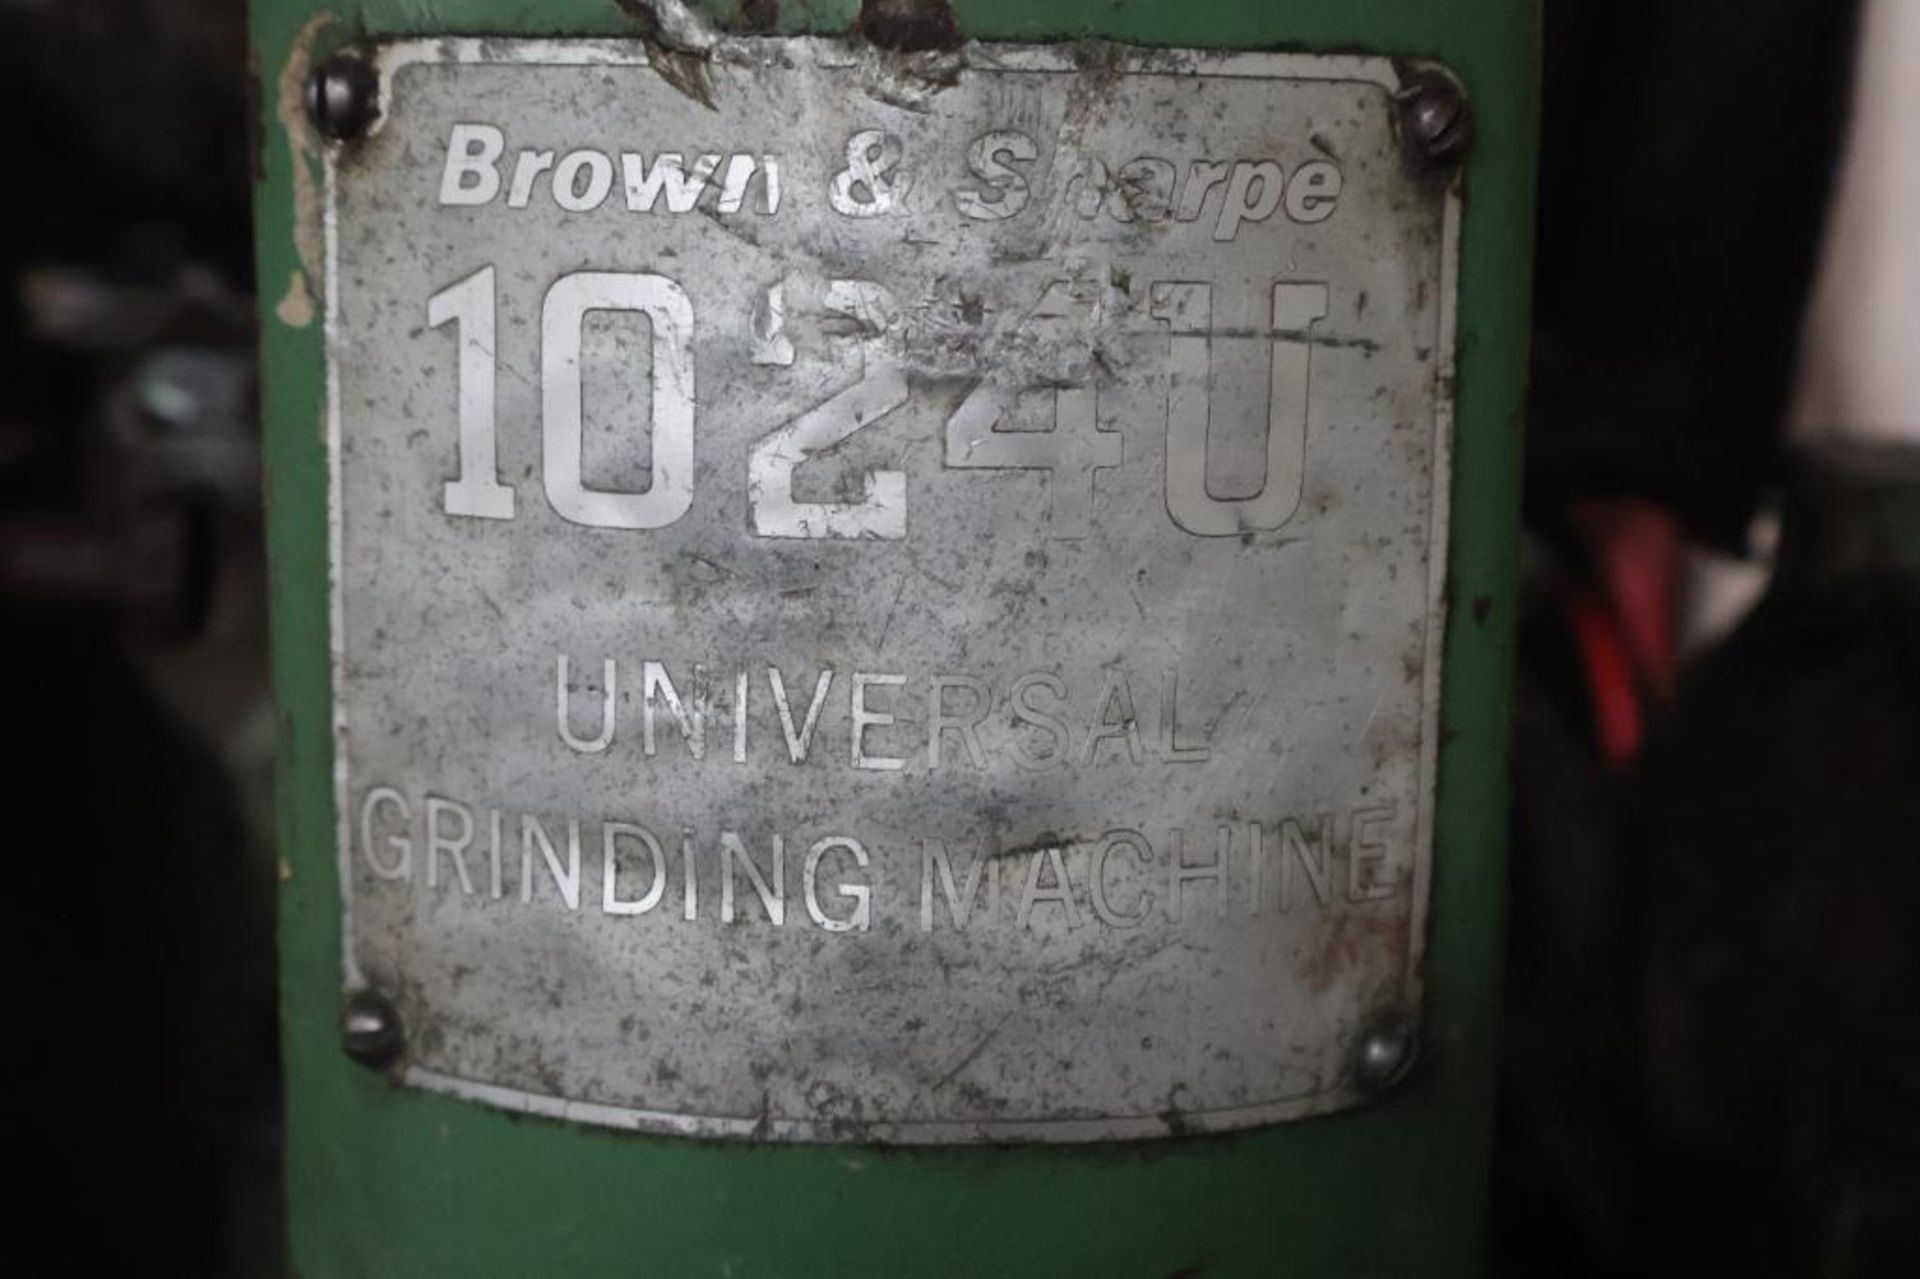 Brown & Sharpe
1024U
UNIVERSAL
GRINDING MACHINE